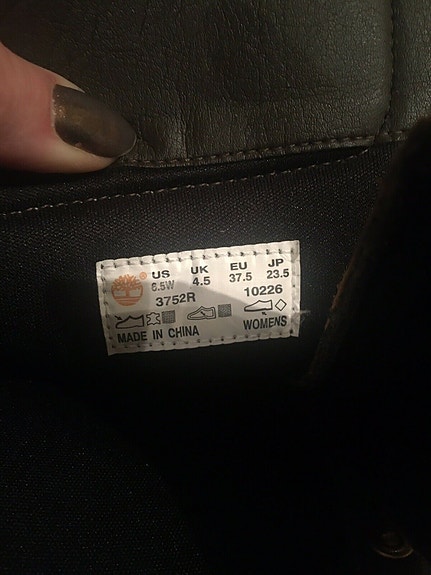 US UK EU JP
6.5W 4.5 37.5 23.5
3752R 10226
MADE IN CHINA WOMENS